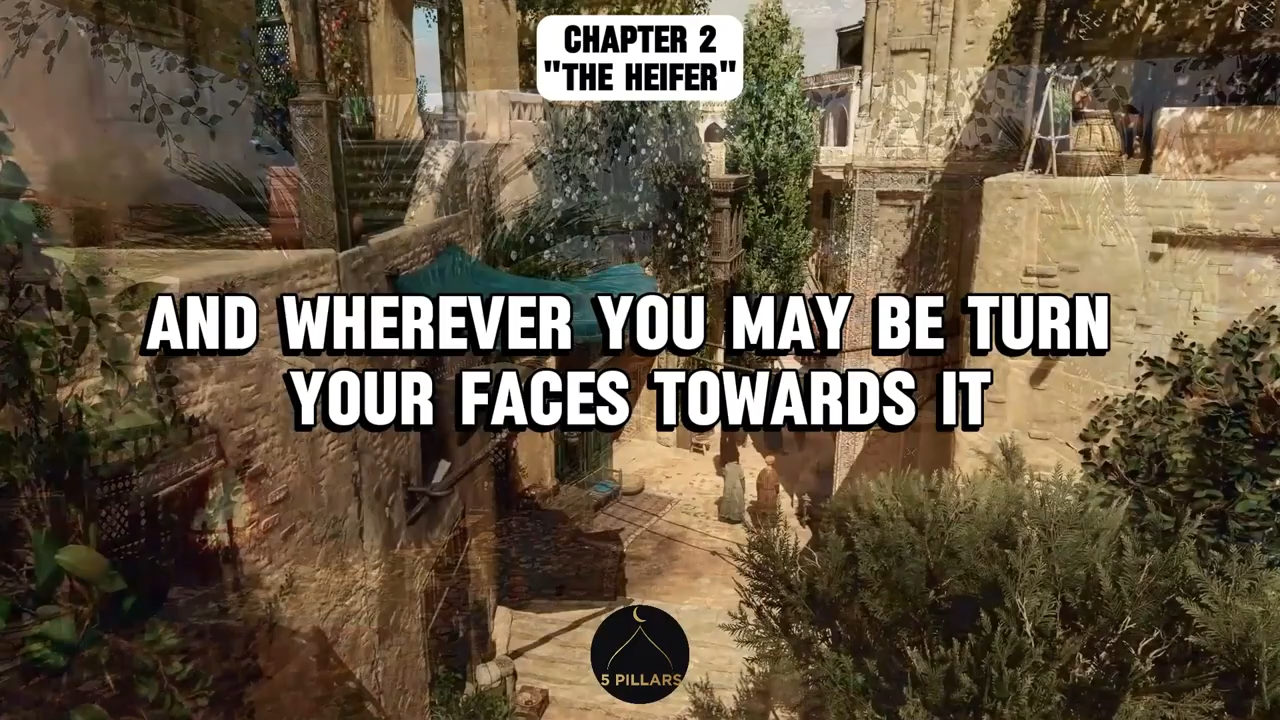 CHAPTER 2
"THE HEIFER"
AND WHEREVER YOU MAY BE TURN
YOUR FACES TOWARDS IT
5 PILLARS